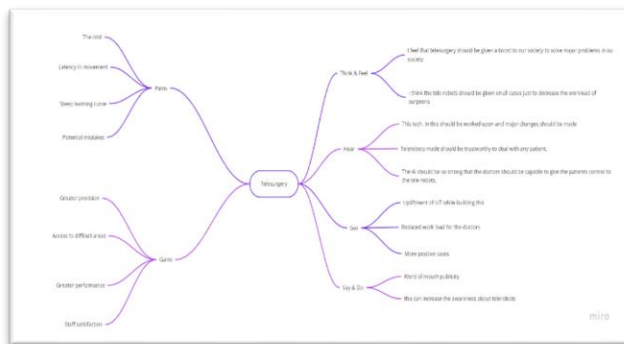 The cost
Latency in movement
Steep learning curve
Potential mistakes
Pains
Greater precision
Access to difficult areas
Greater performance
Staff satisfaction
Gains
Telesurgery
Think & Feel
I feel that telesurgery should be given a boost to our society to solve major problems in our
society
I think the tele robots should be given small cases just to decrease the workload of
surgeons
Hear
This tech. in this should be worked upon and major changes should be made
should be trustworthy to deal with any patient.
The AI should be so strong that the doctors should be capable to give the patients control to
the tele robots.
See
Upliftment of while building this
Reduced work load for the doctors
More positive cases
Say & Do
Word of mouth publicity
this can increase the awareness about tele robots
miro